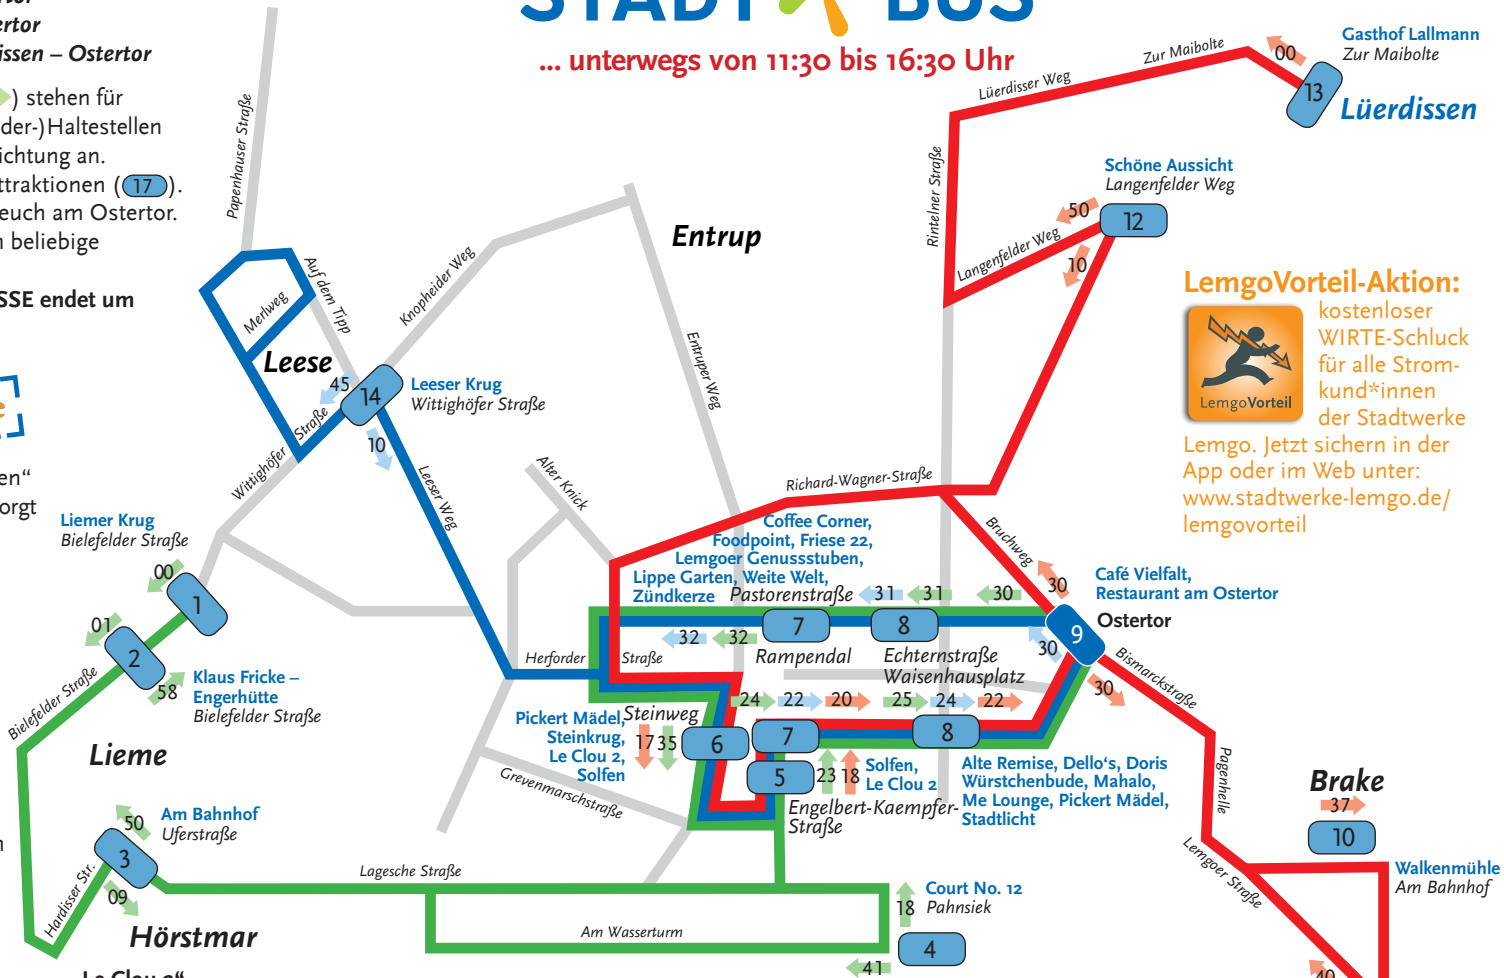 STADT BUS
... unterwegs von 11:30 bis 16:30 Uhr
ertor
issen – Ostertor
) stehen für
der-)Haltestellen
ichtung an.
ttraktionen ( 17 ).
euch am Ostertor.
n beliebige
SSE endet um
en“
orgt
Papenhauser Straße
Auf dem Tipp
Merlweg
Leese
45
14
10
Leeser Krug
Wittighöfer Straße
Wittighöfer
Straße
Knopheider Weg
Entrup
Entruper Weg
Leeser Weg
Alter Knick
Gasthof Lallmann
Zur Maibolte
00
13
Lüerdissen
Zur Maibolte
Lüerdisser Weg
Rintelner Straße
Schöne Aussicht
Langenfelder Weg
50
12
10
Langenfelder Weg
LemgoVorteil-Aktion:
kostenloser
WIRTE-Schluck
für alle Strom-
kund*innen
der Stadtwerke
Lemgo. Jetzt sichern in der
App oder im Web unter:
www.stadtwerke-lemgo.de/
lemgovorteil
LemgoVorteil
Richard-Wagner-Straße
Bruchweg
Coffee Corner,
Foodpoint, Friese 22,
Lemgoer Genussstuben,
Lippe Garten, Weite Welt,
Zündkerze
Pastorenstraße
31
31
30
30
32
32
7
8
Rampendal
Echternstraße
Waisenhausplatz
Café Vielfalt,
Restaurant am Ostertor
Ostertor
9
30
30
Bismarckstraße
Liemer Krug
Bielefelder Straße
00
1
01
2
58
Klaus Fricke –
Engerhütte
Bielefelder Straße
Bielefelder Straße
Lieme
Herforder
Straße
24
22
20
25
24
22
Pickert Mädel,
Steinkrug,
Le Clou 2,
Solfen
Steinweg
17
35
6
7
8
5
23
18
Solfen,
Le Clou 2
Engelbert-Kaempfer-
Straße
Alte Remise, Dello‘s, Doris
Würstchenbude, Mahalo,
Me Lounge, Pickert Mädel,
Stadtlicht
Grevenmarschstraße
Pagenhelle
Lemgoer Straße
Brake
37
10
Walkenmühle
Am Bahnhof
40
Am Bahnhof
Uferstraße
50
3
09
Hardisser Str.
Hörstmar
Lagesche Straße
Am Wasserturm
Court No. 12
Pahnsiek
18
4
41